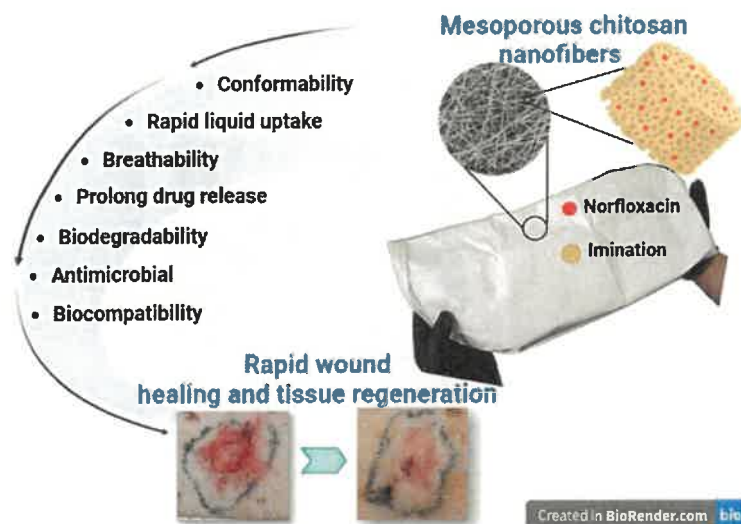 Mesoporous chitosan
nanofibers
• Conformability
• Rapid liquid uptake
• Breathability
• Prolong drug release
• Biodegradability
• Antimicrobial
• Biocompatibility
Norfloxacin
Imination
Rapid wound
healing and tissue regeneration
Created in BioRender.com bio